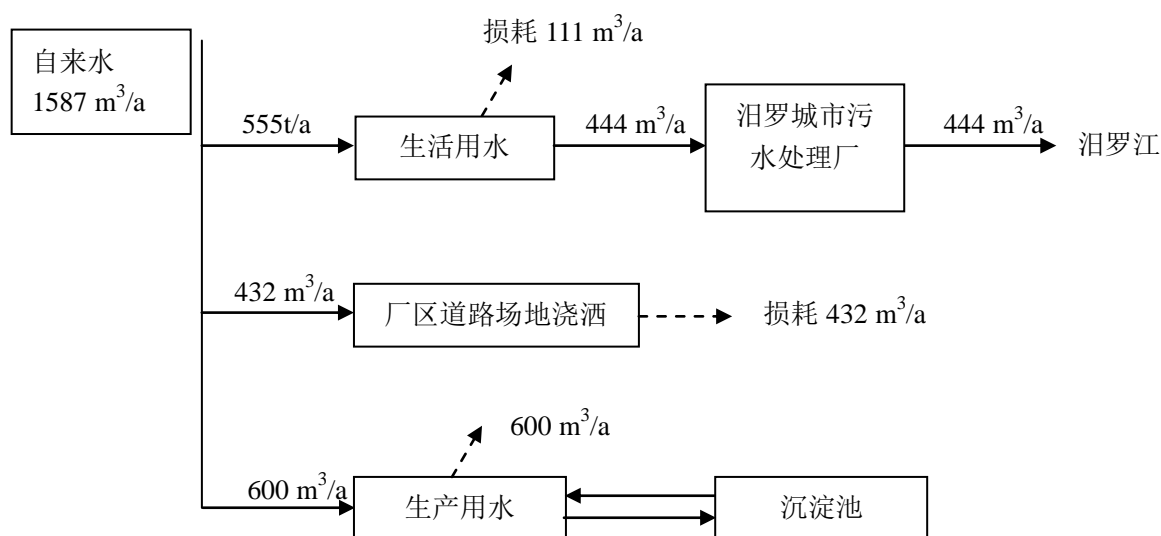 损耗 111 m³/a
自来水
1587 m³/a
555t/a
生活用水
444 m³/a
汨罗城市污
水处理厂
444 m³/a
汨罗江
432 m³/a
厂区道路场地浇洒
损耗 432 m³/a
600 m³/a
600 m³/a
生产用水
沉淀池